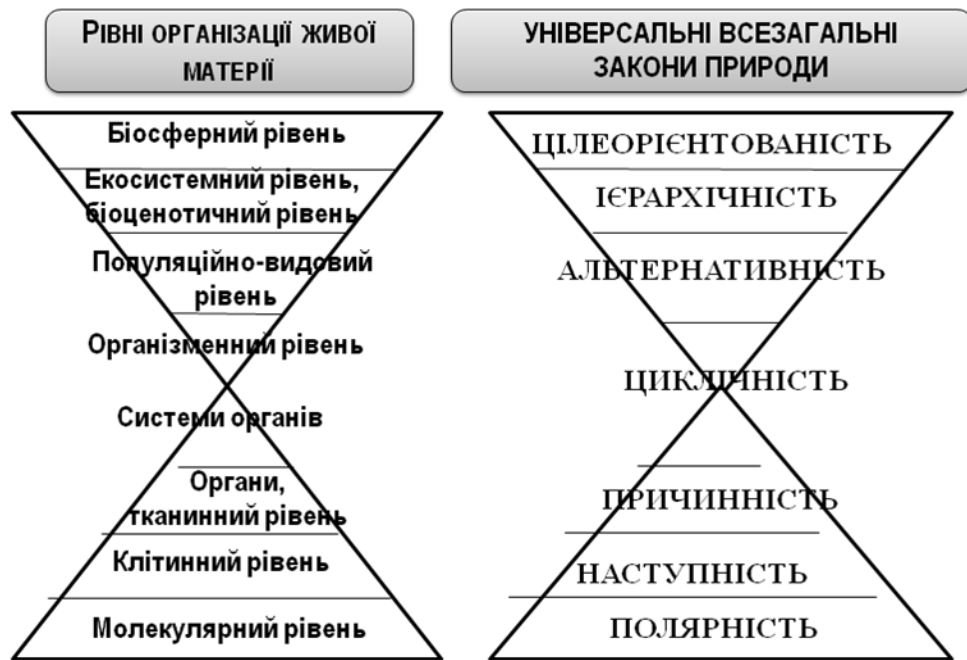 РІВНІ ОРГАНІЗАЦІЇ ЖИВОЇ
МАТЕРІЇ
Біосферний рівень
Екосистемний рівень,
біоценотичний рівень
Популяційно-видовий
рівень
Організменний рівень
Системи органів
Органи,
тканинний рівень
Клітинний рівень
Молекулярний рівень
УНІВЕРСАЛЬНІ ВСЕЗАГАЛЬНІ
ЗАКОНИ ПРИРОДИ
ЦІЛЕОРІЄНТОВАНІСТЬ
ІЄРАРХІЧНІСТЬ
АЛЬТЕРНАТИВНІСТЬ
ЦИКЛІЧНІСТЬ
ПРИЧИННІСТЬ
НАСТУПНІСТЬ
ПОЛЯРНІСТЬ